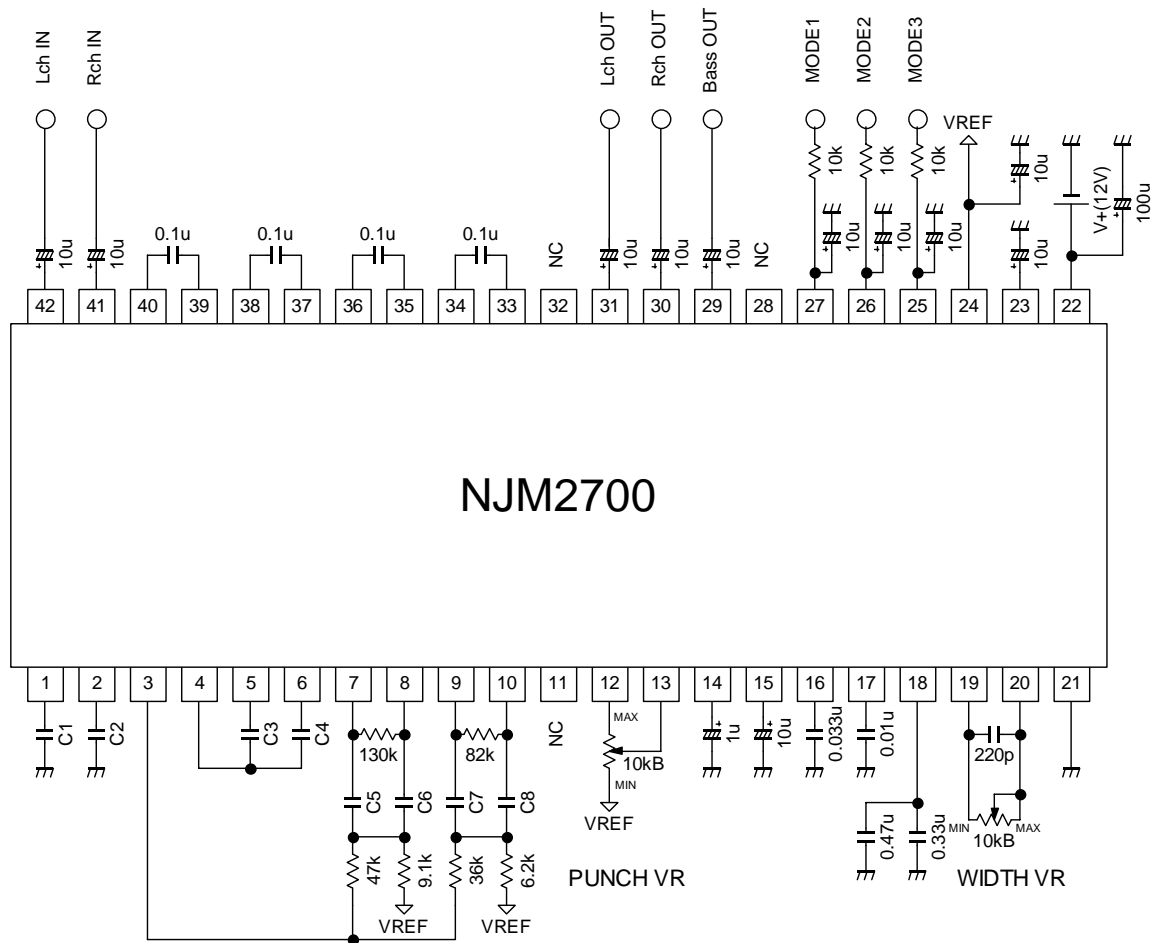 Lch IN
Rch IN
Lch OUT
Rch OUT
Bass OUT
MODE1
MODE2
MODE3
VREF
10k
10k
10k
10u
V+(12V)
100u
10u
10u
0.1u
0.1u
0.1u
0.1u
NC
10u
10u
10u
NC
10u
10u
10u
10u
42
41
40
39
38
37
36
35
34
33
32
31
30
29
28
27
26
25
24
23
22
NJM2700
1
2
3
4
5
6
7
8
9
10
11
12
13
14
15
16
17
18
19
20
21
C1
C2
C3
C4
130k
82k
NC
MAX
10kB
MIN
VREF
1u
10u
0.033u
0.01u
220p
C5
C6
C7
C8
0.47u
0.33u
MIN
10kB
MAX
47k
9.1k
36k
6.2k
VREF
VREF
PUNCH VR
WIDTH VR